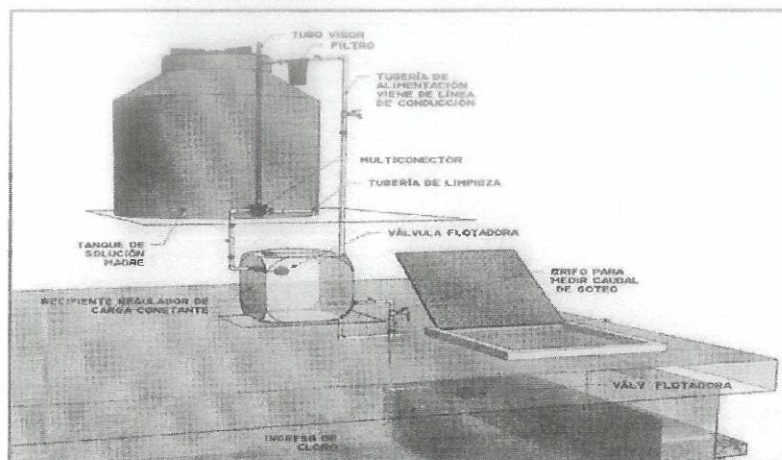 TUBO VISOR
FILTRO
TUBERÍA DE
ALIMENTACIÓN
VIENE DE LÍNEA
DE CONDUCCIÓN
MULTICONECTOR
TUBERÍA DE LIMPIEZA
TANQUE DE
SOLUCIÓN
MADRE
VÁLVULA FLOTADORA
GRIFO PARA
MEDIR CAUDAL
DE GOTEO
RECIPIENTE REGULADOR DE
CARGA CONSTANTE
VÁLV FLOTADORA
INGRESO DE
CLORO